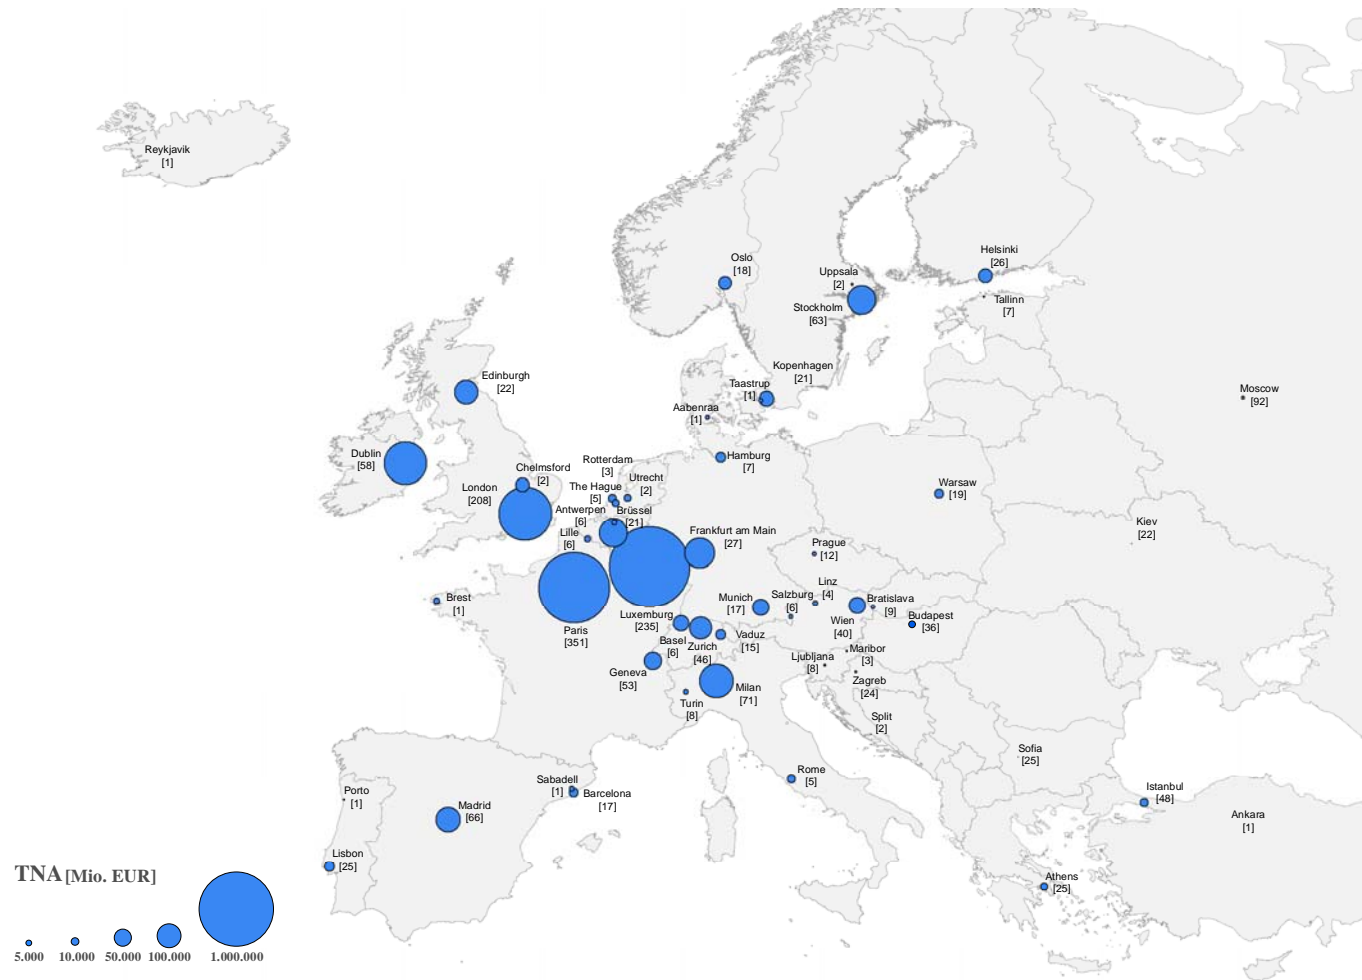 Reykjavik
[1]
Oslo
[18]
Uppsala
[2]
Stockholm
[63]
Helsinki
[26]
Tallinn
[7]
Kopenhagen
[21]
Taastrup
[1]
Aabenraa
[1]
Edinburgh
[22]
Moscow
[92]
Dublin
[58]
Chelmsford
[2]
London
[208]
Rotterdam
[3]
The Hague
[5]
Utrecht
[2]
Hamburg
[7]
Antwerpen
[6]
Brüssel
[21]
Lille
[6]
Frankfurt am Main
[27]
Warsaw
[19]
Kiev
[22]
Prague
[12]
Brest
[1]
Paris
[351]
Luxemburg
[235]
Munich
[17]
Salzburg
[6]
Linz
[4]
Wien
[40]
Bratislava
[9]
Budapest
[36]
Basel
[6]
Zurich
[46]
Vaduz
[15]
Geneva
[53]
Ljubljana
[8]
Maribor
[3]
Zagreb
[24]
Milan
[71]
Turin
[8]
Split
[2]
Sofia
[25]
Rome
[5]
Sabadell
[1]
Barcelona
[17]
Porto
[1]
Madrid
[66]
Lisbon
[25]
Istanbul
[48]
Ankara
[1]
Athens
[25]
TNA [Mio. EUR]
5.000 10.000 50.000 100.000 1.000.000